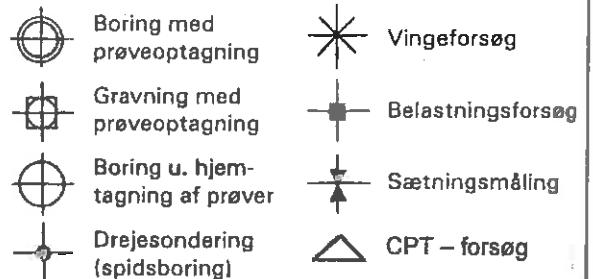 Boring med
prøveoptagning
Gravning med
prøveoptagning
Boring u. hjem-
tagning af prøver
Drejesondering
(spidsboring)
Vingeforsøg
Belastningsforsøg
Sætningsmåling
CPT – forsøg